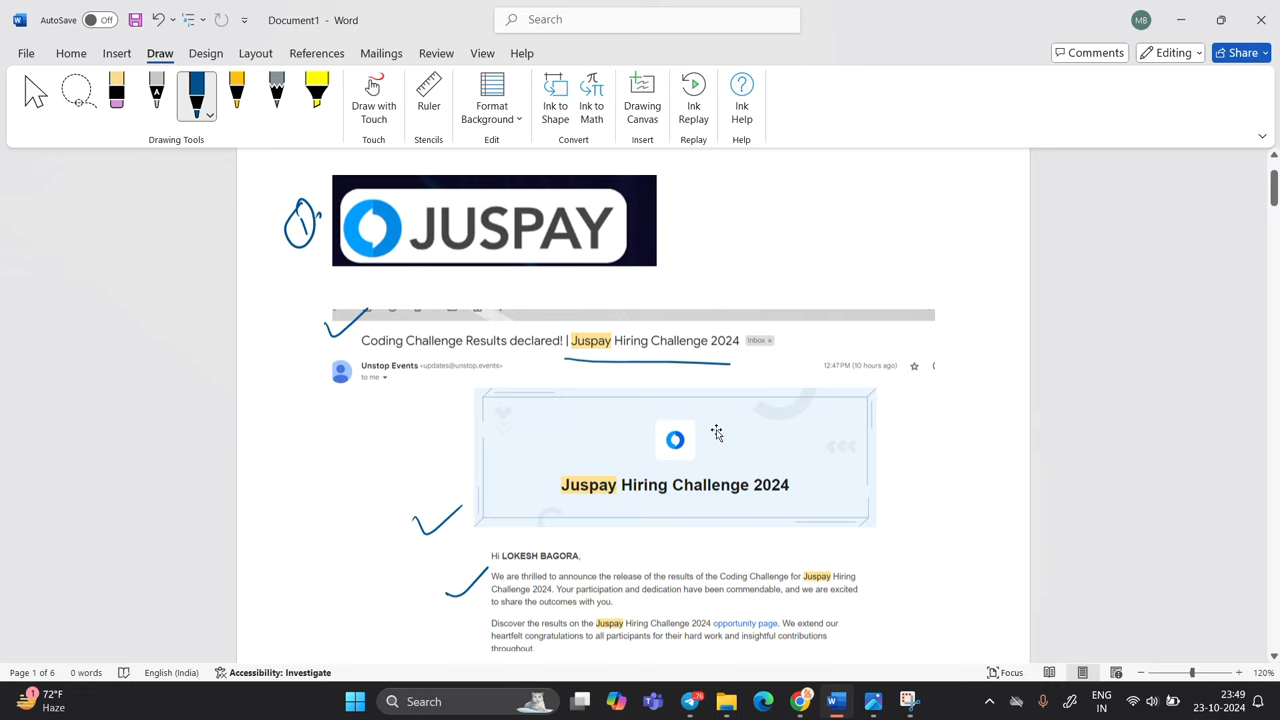 AutoSave Off Document1 - Word Search MB
File Home Insert Draw Design Layout References Mailings Review View Help Comments Editing Share
Draw with Touch Ruler Format Background Ink to Shape Ink to Math Drawing Canvas Ink Replay Ink Help
Drawing Tools Touch Stencils Edit Convert Insert Replay Help
1 JUSPAY
Coding Challenge Results declared! | Juspay Hiring Challenge 2024 Inbox x
Unstop Events <updates@unstop.events> 12:47 PM (10 hours ago)
to me
Juspay Hiring Challenge 2024
Hi LOKESH BAGORA,
We are thrilled to announce the release of the results of the Coding Challenge for Juspay Hiring
Challenge 2024. Your participation and dedication have been commendable, and we are excited
to share the outcomes with you.
Discover the results on the Juspay Hiring Challenge 2024 opportunity page. We extend our
heartfelt congratulations to all participants for their hard work and insightful contributions
throughout.
Page 1 of 6 0 words English (India) Accessibility: Investigate Focus 120%
72°F Haze Search 76 ENG IN 23:49 23-10-2024